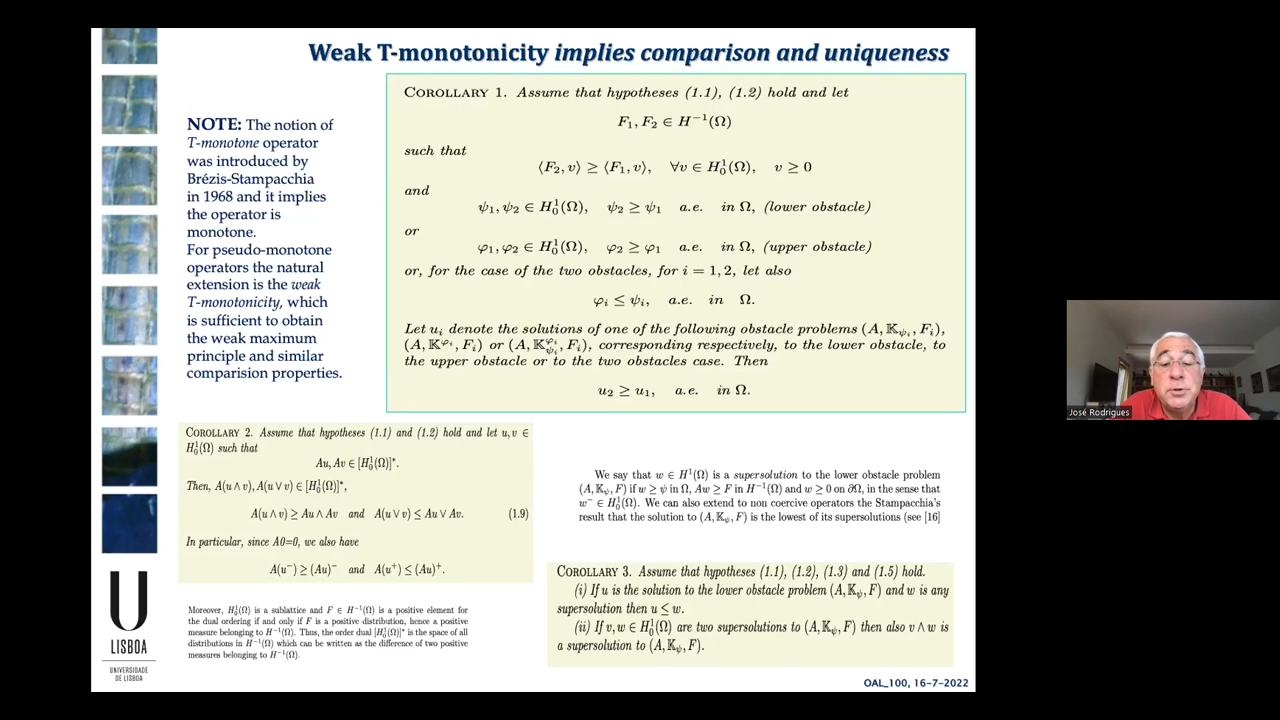 Weak T-monotonicity implies comparison and uniqueness
NOTE: The notion of
T-monotone operator
was introduced by
Brézis-Stampacchia
in 1968 and it implies
the operator is
monotone.
For pseudo-monotone
operators the natural
extension is the weak
T-monotonicity, which
is sufficient to obtain
the weak maximum
principle and similar
comparision properties.
COROLLARY 1. Assume that hypotheses (1.1), (1.2) hold and let
F₁, F₂ ∈ H⁻¹(Ω)
such that
⟨F₂, v⟩ ≥ ⟨F₁, v⟩, ∀v ∈ H₀¹(Ω), v ≥ 0
and
ψ₁, ψ₂ ∈ H₀¹(Ω), ψ₂ ≥ ψ₁ a.e. in Ω, (lower obstacle)
or
φ₁, φ₂ ∈ H₀¹(Ω), φ₂ ≥ φ₁ a.e. in Ω, (upper obstacle)
or, for the case of the two obstacles, for i = 1, 2, let also
φᵢ ≤ ψᵢ, a.e. in Ω.
Let uᵢ denote the solutions of one of the following obstacle problems (A, 𝕂_ψᵢ, Fᵢ),
(A, 𝕂^φᵢ, Fᵢ) or (A, 𝕂^φᵢ_ψᵢ, Fᵢ), corresponding respectively, to the lower obstacle, to
the upper obstacle or to the two obstacles case. Then
u₂ ≥ u₁, a.e. in Ω.
COROLLARY 2. Assume that hypotheses (1.1) and (1.2) hold and let u, v ∈
H₀¹(Ω) such that
Au, Av ∈ [H₀¹(Ω)]*.
Then, A(u ∧ v), A(u ∨ v) ∈ [H₀¹(Ω)]*,
A(u ∧ v) ≥ Au ∧ Av and A(u ∨ v) ≤ Au ∨ Av. (1.9)
In particular, since A0=0, we also have
A(u⁻) ≥ (Au)⁻ and A(u⁺) ≤ (Au)⁺.
Moreover, H₀¹(Ω) is a sublattice and F ∈ H⁻¹(Ω) is a positive element for
the dual ordering if and only if F is a positive distribution, hence a positive
measure belonging to H⁻¹(Ω). Thus, the order dual [H₀¹(Ω)]* is the space of all
distributions in H⁻¹(Ω) which can be written as the difference of two positive
measures belonging to H⁻¹(Ω).
We say that w ∈ H¹(Ω) is a supersolution to the lower obstacle problem
(A, 𝕂_ψ, F) if w ≥ ψ in Ω, Aw ≥ F in H⁻¹(Ω) and w ≥ 0 on ∂Ω, in the sense that
w⁻ ∈ H₀¹(Ω). We can also extend to non coercive operators the Stampacchia's
result that the solution to (A, 𝕂_ψ, F) is the lowest of its supersolutions (see [16]
COROLLARY 3. Assume that hypotheses (1.1), (1.2), (1.3) and (1.5) hold.
(i) If u is the solution to the lower obstacle problem (A, 𝕂_ψ, F) and w is any
supersolution then u ≤ w.
(ii) If v, w ∈ H₀¹(Ω) are two supersolutions to (A, 𝕂_ψ, F) then also v ∧ w is
a supersolution to (A, 𝕂_ψ, F).
U
LISBOA
UNIVERSIDADE
DE LISBOA
OAL_100, 16-7-2022
José Rodrigues